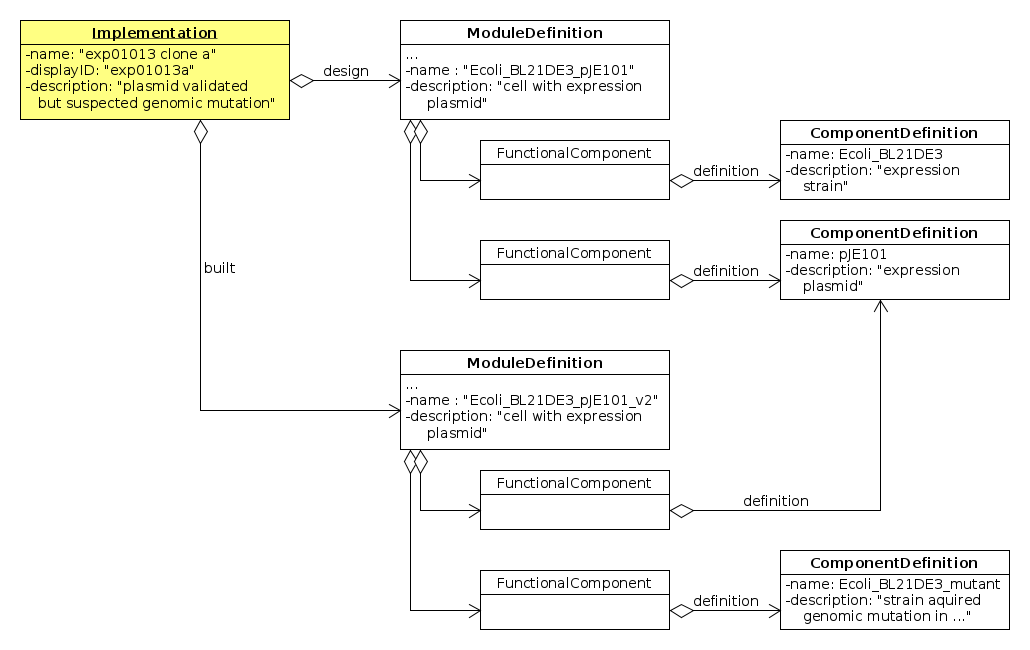 Implementation
-name: "exp01013 clone a"
-displayID: "exp01013a"
-description: "plasmid validated
but suspected genomic mutation"
design
ModuleDefinition
...
-name : "Ecoli_BL21DE3_pJE101"
-description: "cell with expression
plasmid"
FunctionalComponent
definition
ComponentDefinition
-name: Ecoli_BL21DE3
-description: "expression
strain"
FunctionalComponent
definition
ComponentDefinition
-name: pJE101
-description: "expression
plasmid"
built
ModuleDefinition
...
-name : "Ecoli_BL21DE3_pJE101_v2"
-description: "cell with expression
plasmid"
FunctionalComponent
definition
FunctionalComponent
definition
ComponentDefinition
-name: Ecoli_BL21DE3_mutant
-description: "strain aquired
genomic mutation in ..."